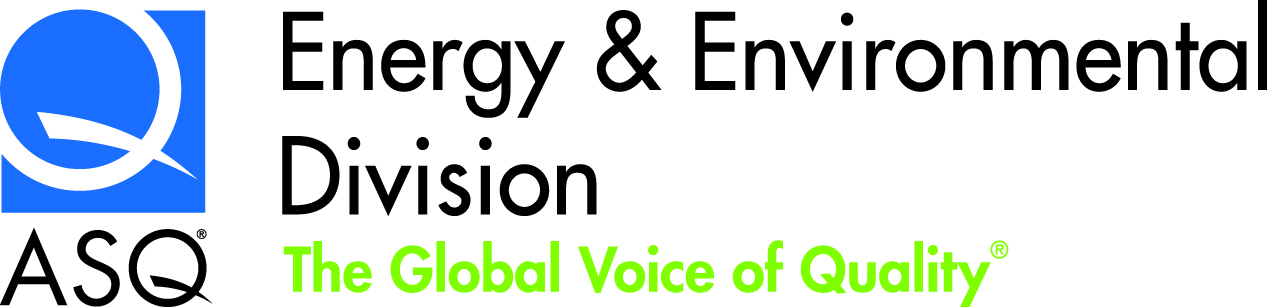 Energy & Environmental
Division
The Global Voice of Quality®
ASQ®